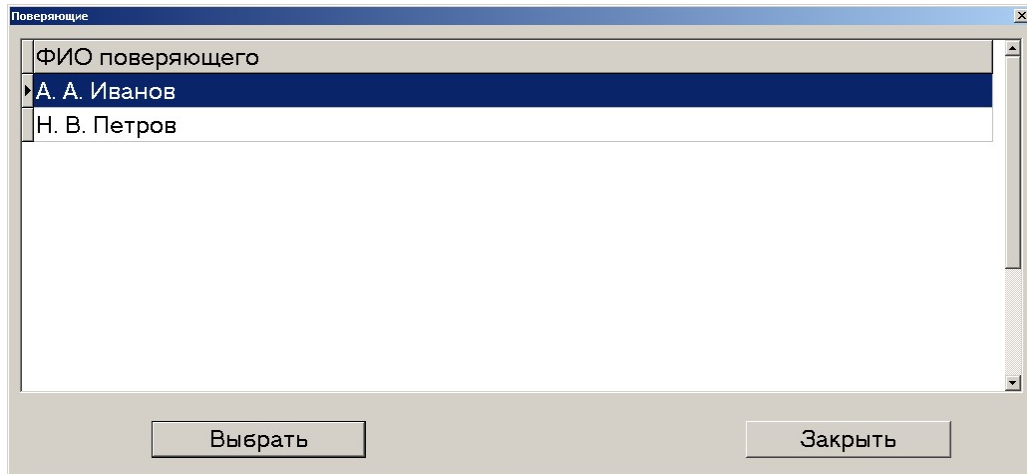 Поверяющие
ФИО поверяющего
А. А. Иванов
Н. В. Петров
Выбрать
Закрыть